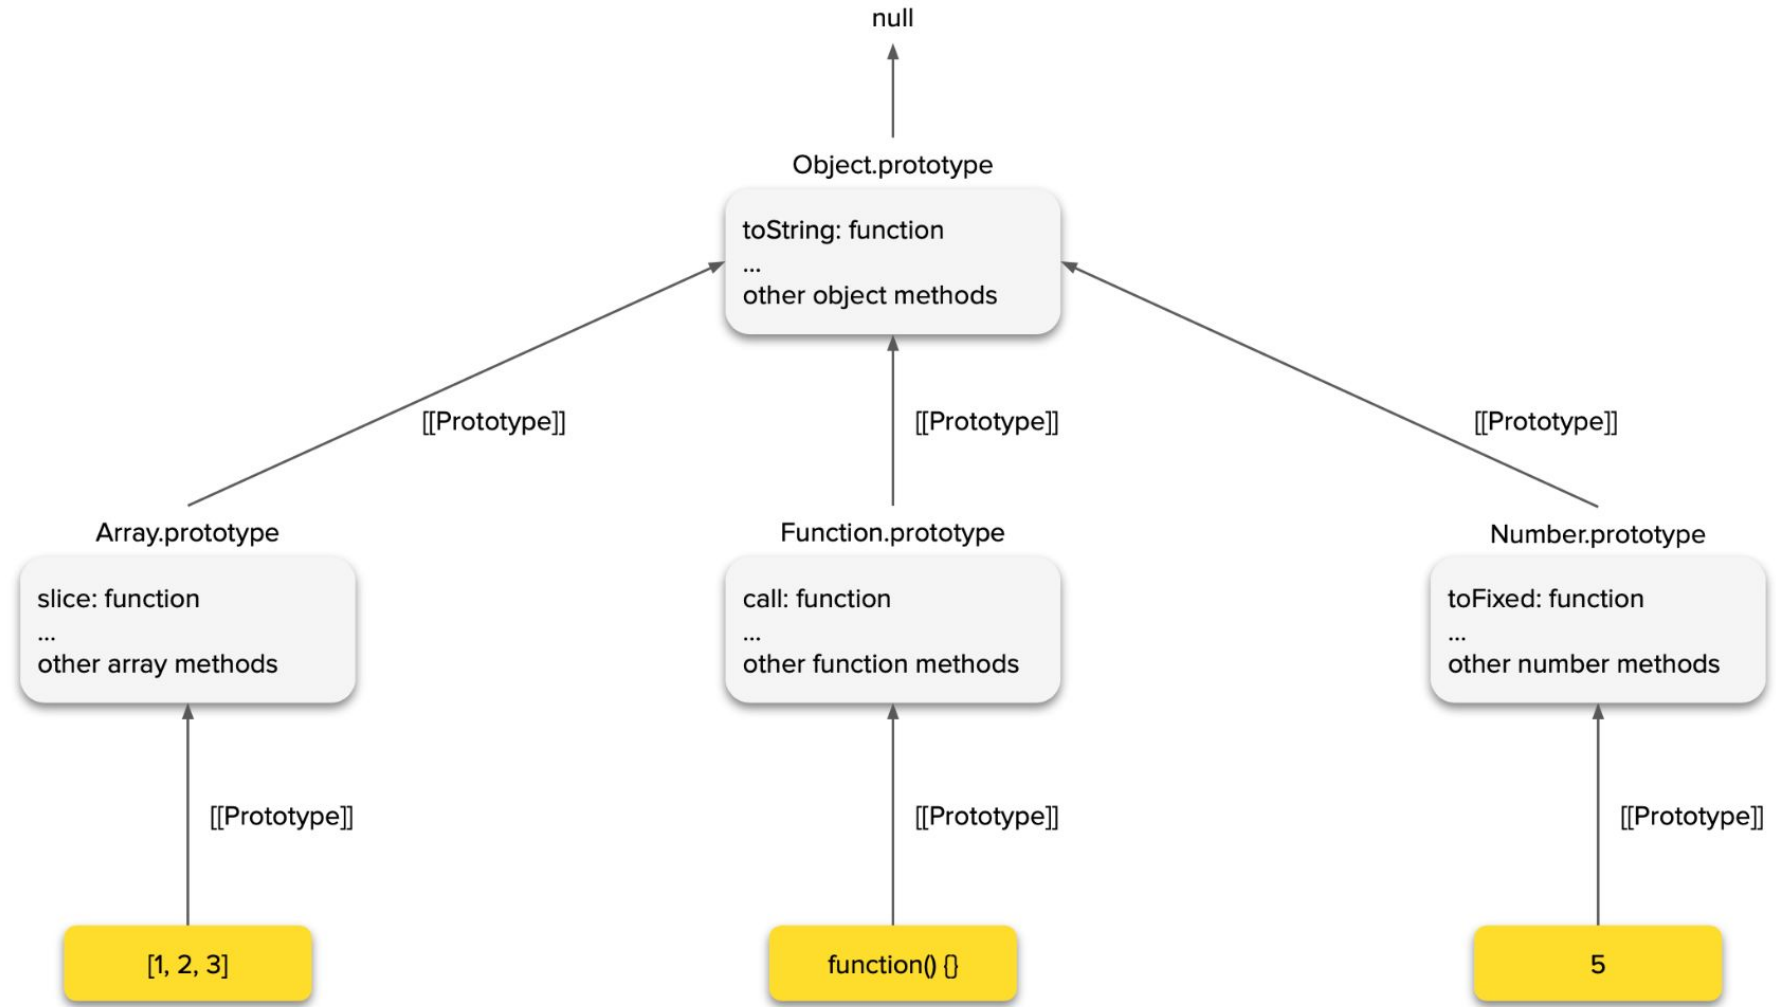 null
Object.prototype
toString: function
...
other object methods
[[Prototype]]
[[Prototype]]
[[Prototype]]
Array.prototype
slice: function
...
other array methods
Function.prototype
call: function
...
other function methods
Number.prototype
toFixed: function
...
other number methods
[[Prototype]]
[[Prototype]]
[[Prototype]]
[1, 2, 3]
function() {}
5